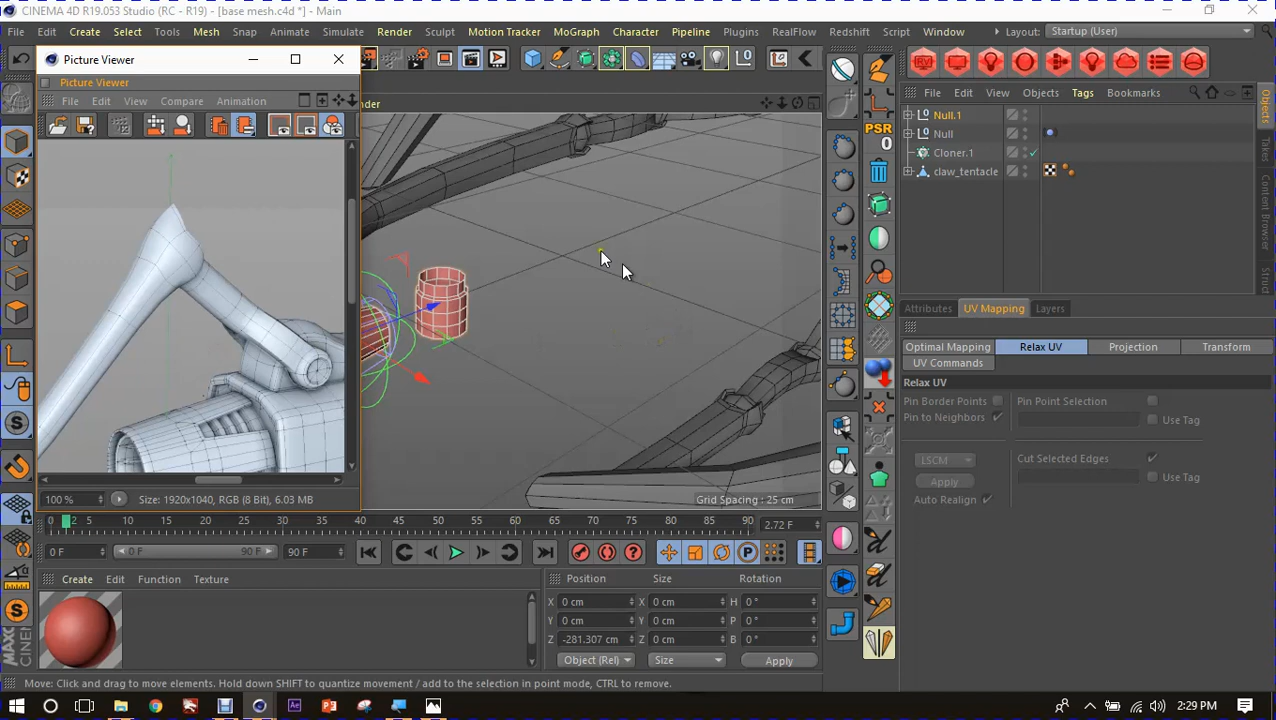 CINEMA 4D R19.053 Studio (RC - R19) - [base mesh.c4d *] - Main
File Edit Create Select Tools Mesh Snap Animate Simulate Render Sculpt Motion Tracker MoGraph Character Pipeline Plugins RealFlow Redshift Script Window Layout: Startup (User)
Picture Viewer
Picture Viewer
File Edit View Compare Animation
nder
File Edit View Objects Tags Bookmarks
PSR
0
Null.1
Null
Cloner.1
claw_tentacle
Objects
Takes
Content Browser
Struct
Attributes UV Mapping Layers
Optimal Mapping Relax UV Projection Transform
UV Commands
Relax UV
Pin Border Points Pin Point Selection
Pin to Neighbors Use Tag
LSCM Cut Selected Edges
Apply Use Tag
Auto Realign
100 % Size: 1920x1040, RGB (8 Bit), 6.03 MB
Grid Spacing : 25 cm
0 2 5 10 15 20 25 30 35 40 45 50 55 60 65 70 75 80 85 90 2.72 F
0 F 0 F 90 F 90 F
Create Edit Function Texture
Position Size Rotation
X 0 cm X 0 cm H 0 °
Y 0 cm Y 0 cm P 0 °
Z -281.307 cm Z 0 cm B 0 °
Object (Rel) Size Apply
MAXON CINEMA
Move: Click and drag to move elements. Hold down SHIFT to quantize movement / add to the selection in point mode, CTRL to remove.
2:29 PM